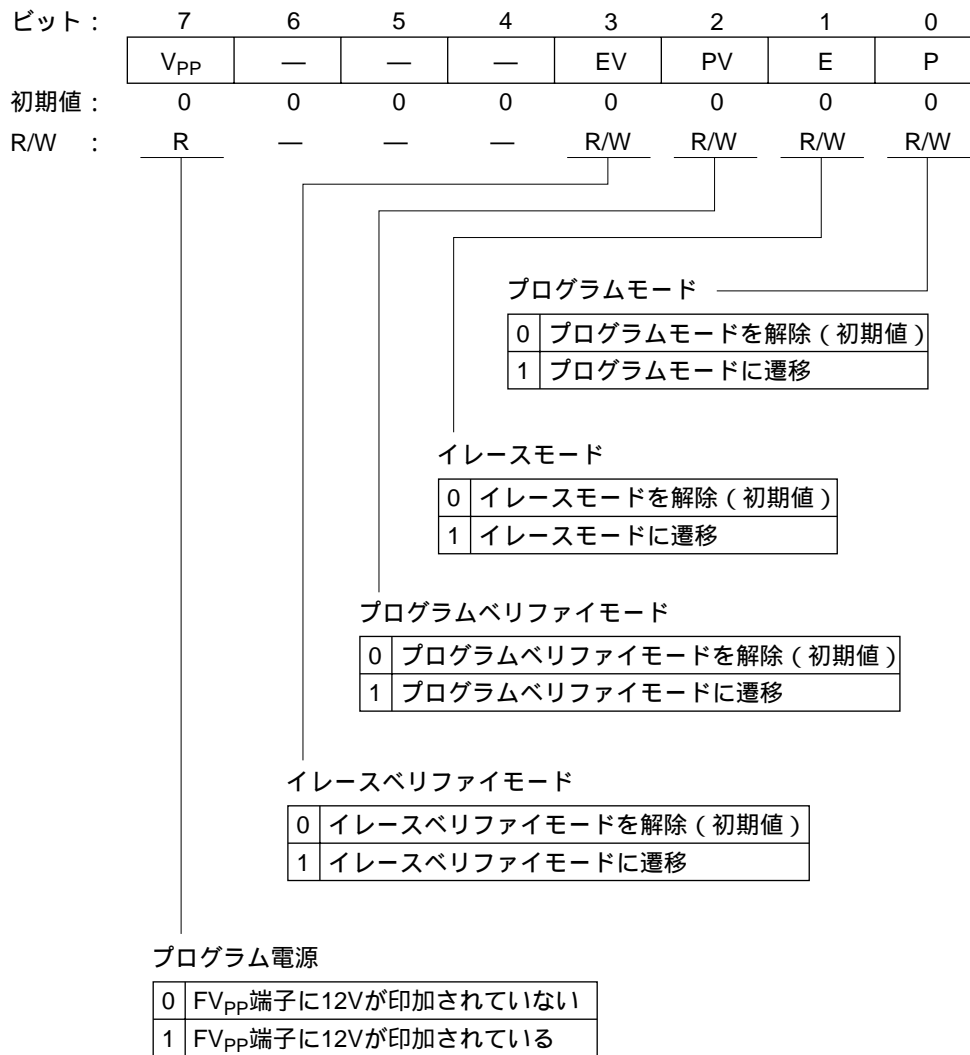 ビット： 7 6 5 4 3 2 1 0
VPP — — — EV PV E P
初期値： 0 0 0 0 0 0 0 0
R/W ： R — — — R/W R/W R/W R/W
プログラムモード
0 プログラムモードを解除（初期値）
1 プログラムモードに遷移
イレースモード
0 イレースモードを解除（初期値）
1 イレースモードに遷移
プログラムベリファイモード
0 プログラムベリファイモードを解除（初期値）
1 プログラムベリファイモードに遷移
イレースベリファイモード
0 イレースベリファイモードを解除（初期値）
1 イレースベリファイモードに遷移
プログラム電源
0 FVPP端子に12Vが印加されていない
1 FVPP端子に12Vが印加されている